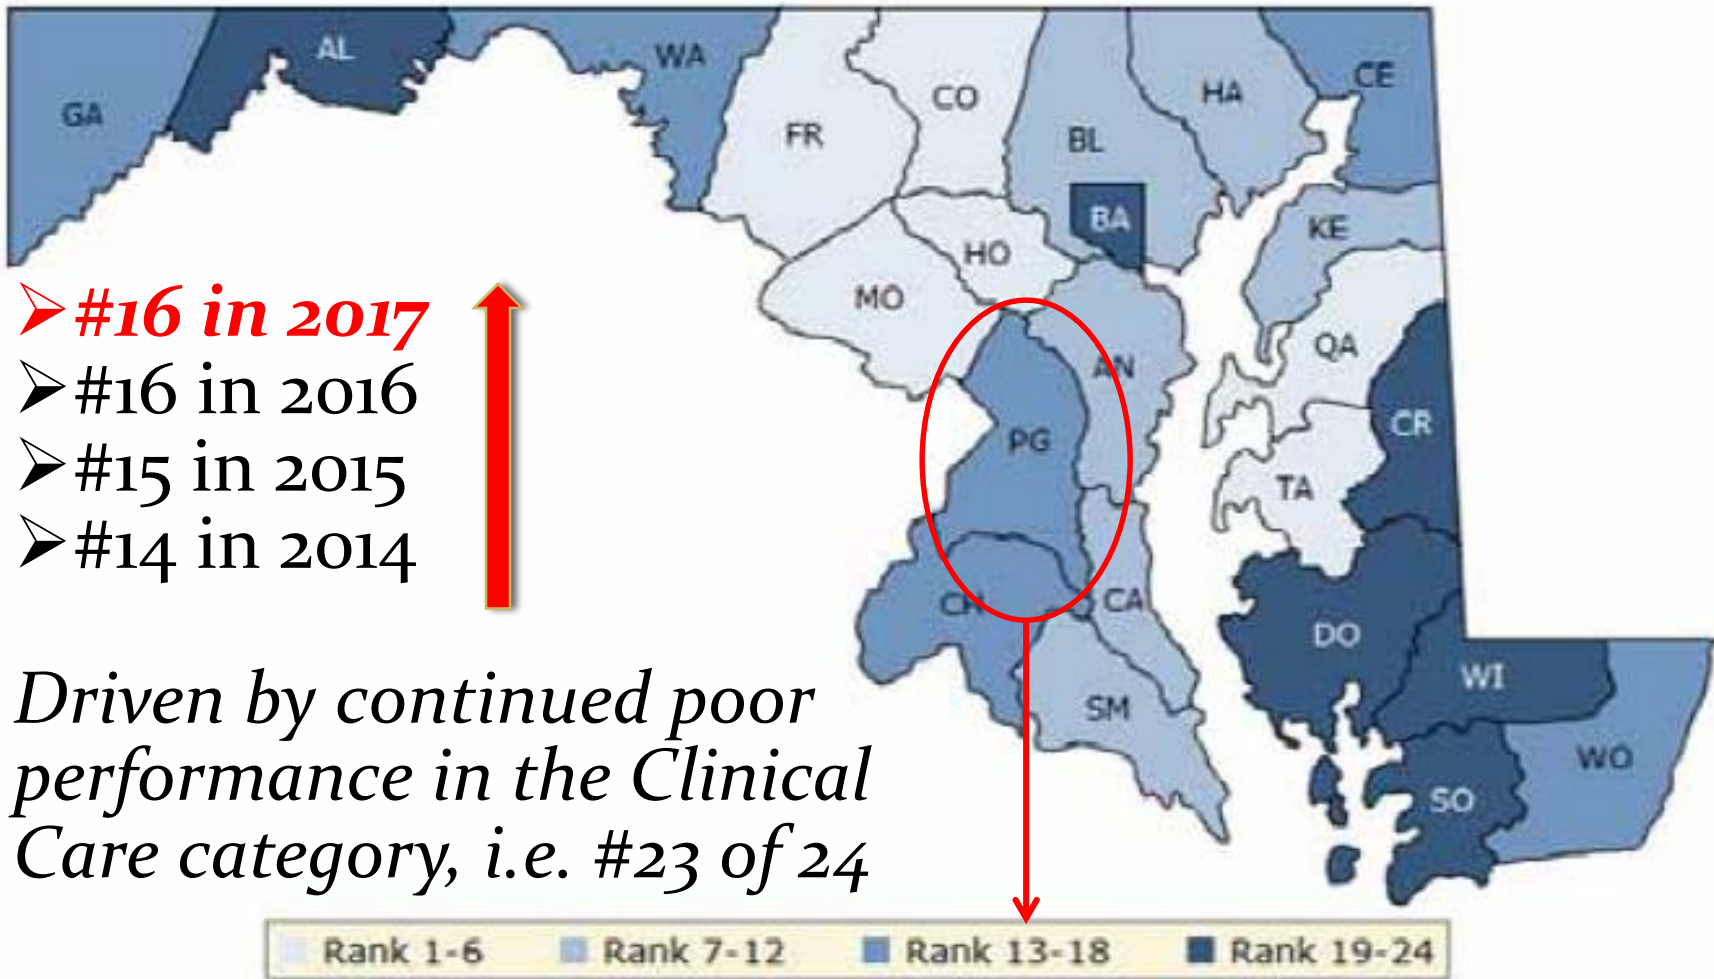 GA
AL
WA
FR
CO
BL
HA
CE
BA
KE
HO
MO
QA
AN
CR
PG
TA
CH
CA
DO
WI
SM
WO
SO
➢#16 in 2017
➢#16 in 2016
➢#15 in 2015
➢#14 in 2014
Driven by continued poor
performance in the Clinical
Care category, i.e. #23 of 24
Rank 1-6 Rank 7-12 Rank 13-18 Rank 19-24